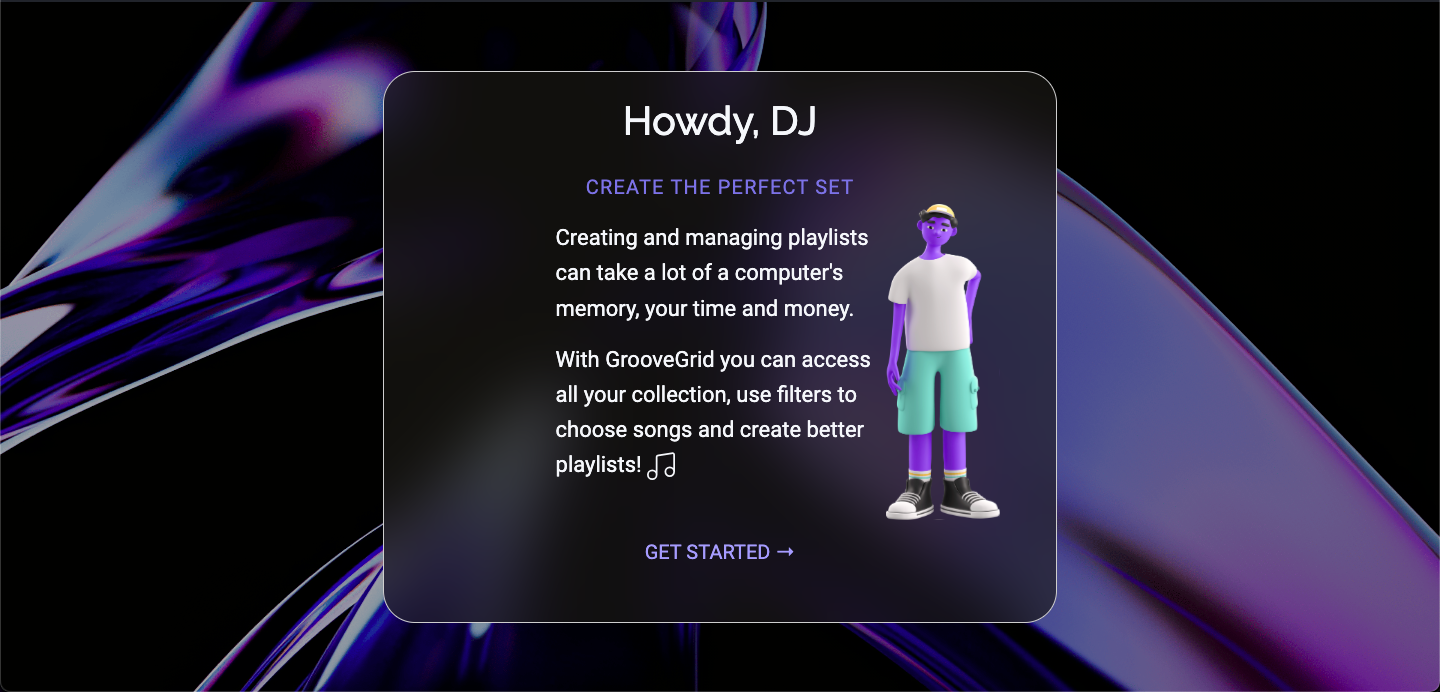 Howdy, DJ
CREATE THE PERFECT SET
Creating and managing playlists
can take a lot of a computer's
memory, your time and money.
With GrooveGrid you can access
all your collection, use filters to
choose songs and create better
playlists!
GET STARTED →